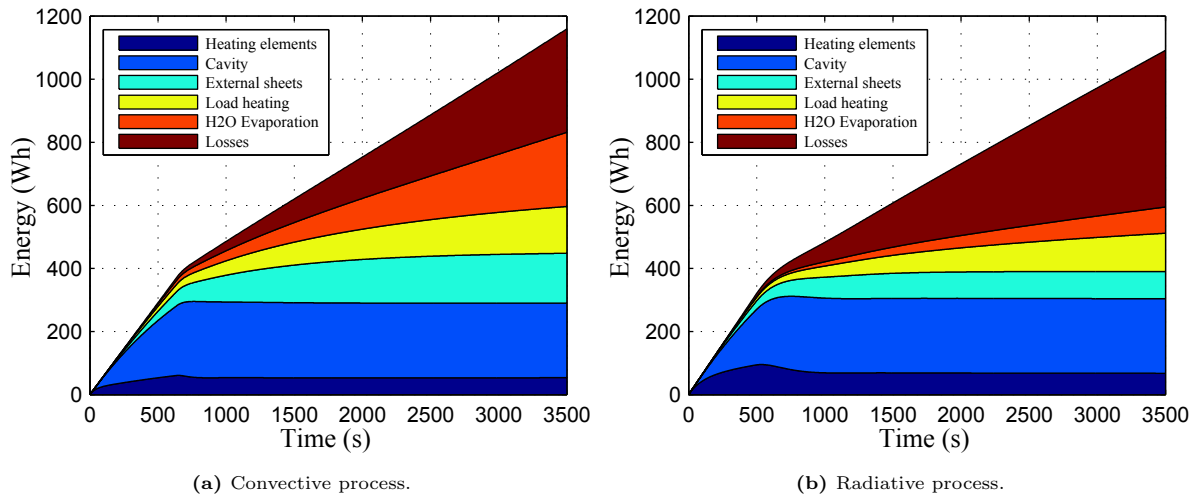 1200
1000
800
600
400
200
0
Energy (Wh)
Heating elements
Cavity
External sheets
Load heating
H2O Evaporation
Losses
0 500 1000 1500 2000 2500 3000 3500
Time (s)
(a) Convective process.
1200
1000
800
600
400
200
0
Energy (Wh)
Heating elements
Cavity
External sheets
Load heating
H2O Evaporation
Losses
0 500 1000 1500 2000 2500 3000 3500
Time (s)
(b) Radiative process.